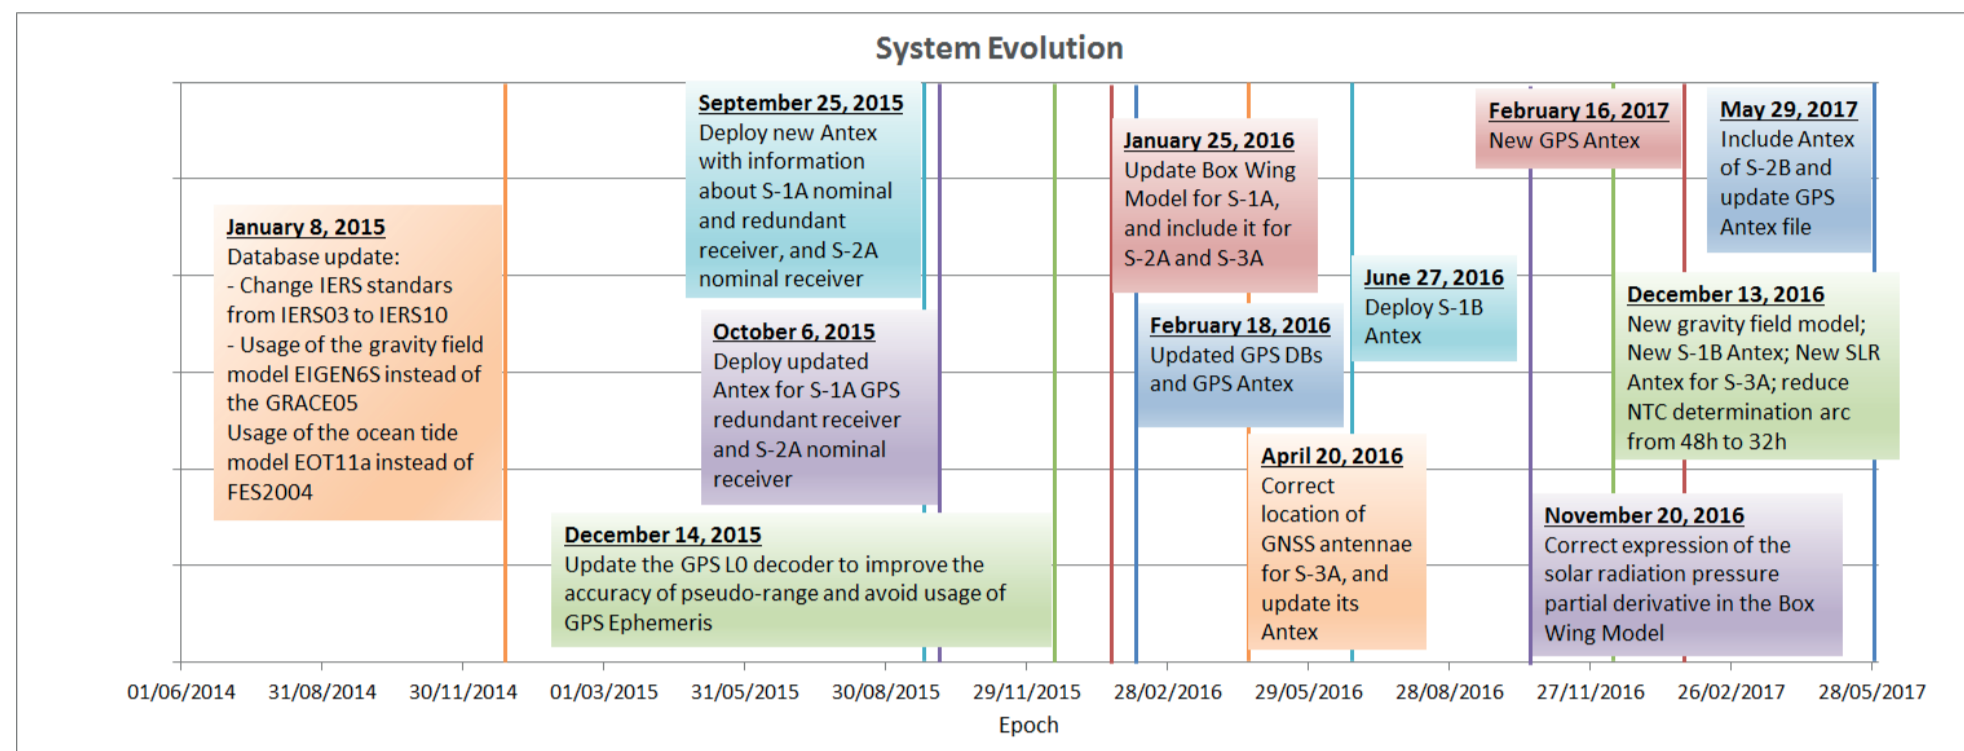 System Evolution
January 8, 2015
Database update:
- Change IERS standars
from IERS03 to IERS10
- Usage of the gravity field
model EIGEN6S instead of
the GRACE05
Usage of the ocean tide
model EOT11a instead of
FES2004
September 25, 2015
Deploy new Antex
with information
about S-1A nominal
and redundant
receiver, and S-2A
nominal receiver
October 6, 2015
Deploy updated
Antex for S-1A GPS
redundant receiver
and S-2A nominal
receiver
December 14, 2015
Update the GPS L0 decoder to improve the
accuracy of pseudo-range and avoid usage of
GPS Ephemeris
January 25, 2016
Update Box Wing
Model for S-1A,
and include it for
S-2A and S-3A
February 18, 2016
Updated GPS DBs
and GPS Antex
April 20, 2016
Correct
location of
GNSS antennae
for S-3A, and
update its
Antex
June 27, 2016
Deploy S-1B
Antex
February 16, 2017
New GPS Antex
May 29, 2017
Include Antex
of S-2B and
update GPS
Antex file
December 13, 2016
New gravity field model;
New S-1B Antex; New SLR
Antex for S-3A; reduce
NTC determination arc
from 48h to 32h
November 20, 2016
Correct expression of the
solar radiation pressure
partial derivative in the Box
Wing Model
01/06/2014 31/08/2014 30/11/2014 01/03/2015 31/05/2015 30/08/2015 29/11/2015 28/02/2016 29/05/2016 28/08/2016 27/11/2016 26/02/2017 28/05/2017
Epoch